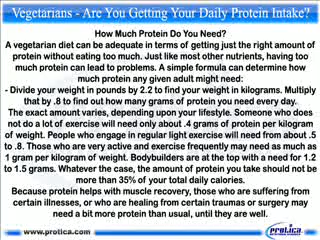 Vegetarians - Are You Getting Your Daily Protein Intake?
How Much Protein Do You Need?
A vegetarian diet can be adequate in terms of getting just the right amount of
protein without eating too much. Just like most other nutrients, having too
much protein can lead to problems. A simple formula can determine how
much protein any given adult might need:
- Divide your weight in pounds by 2.2 to find your weight in kilograms. Multiply
that by .8 to find out how many grams of protein you need every day.
The exact amount varies, depending upon your lifestyle. Someone who does
not do a lot of exercise will need only about .4 grams of protein per kilogram
of weight. People who engage in regular light exercise will need from about .5
to .8. Those who are very active and exercise frequently may need as much as
1 gram per kilogram of weight. Bodybuilders are at the top with a need for 1.2
to 1.5 grams. Whatever the case, the amount of protein you take should not be
more than 35% of your total daily calories.
Because protein helps with muscle recovery, those who are suffering from
certain illnesses, or who are healing from certain traumas or surgery may
need a bit more protein than usual, until they are well.
www.protica.com
protica